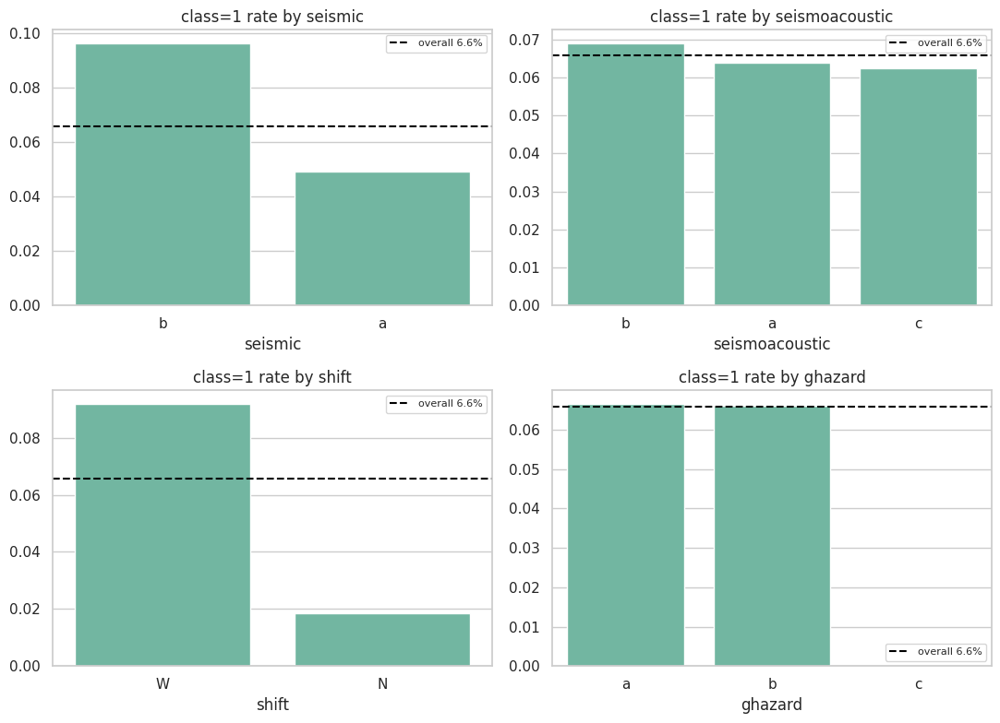 class=1 rate by seismic
0.10
0.08
0.06
0.04
0.02
0.00
overall 6.6%
b
a
seismic
class=1 rate by seismoacoustic
0.07
0.06
0.05
0.04
0.03
0.02
0.01
0.00
overall 6.6%
b
a
c
seismoacoustic
class=1 rate by shift
0.08
0.06
0.04
0.02
0.00
overall 6.6%
W
N
shift
class=1 rate by ghazard
0.06
0.05
0.04
0.03
0.02
0.01
0.00
overall 6.6%
a
b
c
ghazard